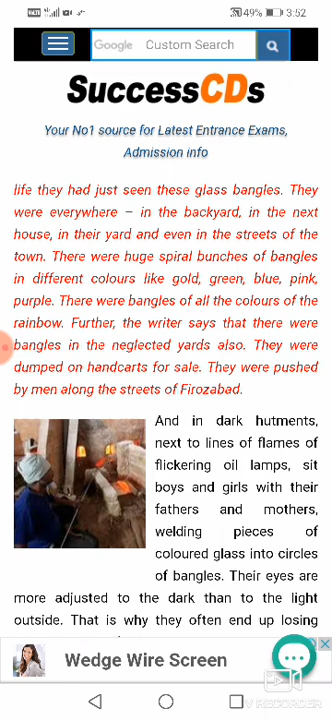 49% 3:52
Google Custom Search
SuccessCDs
Your No1 source for Latest Entrance Exams,
Admission info
life they had just seen these glass bangles. They
were everywhere – in the backyard, in the next
house, in their yard and even in the streets of the
town. There were huge spiral bunches of bangles
in different colours like gold, green, blue, pink,
purple. There were bangles of all the colours of the
rainbow. Further, the writer says that there were
bangles in the neglected yards also. They were
dumped on handcarts for sale. They were pushed
by men along the streets of Firozabad.
And in dark hutments,
next to lines of flames of
flickering oil lamps, sit
boys and girls with their
fathers and mothers,
welding pieces of
coloured glass into circles
of bangles. Their eyes are
more adjusted to the dark than to the light
outside. That is why they often end up losing
Wedge Wire Screen
V RECORDER